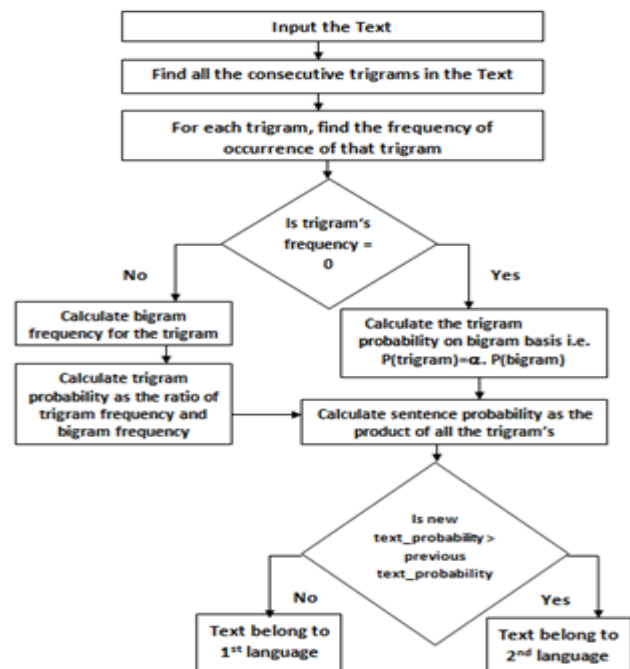 Input the Text
Find all the consecutive trigrams in the Text
For each trigram, find the frequency of
occurrence of that trigram
Is trigram's
frequency =
0
No
Yes
Calculate bigram
frequency for the trigram
Calculate the trigram
probability on bigram basis i.e.
P(trigram)=α. P(bigram)
Calculate trigram
probability as the ratio of
trigram frequency and
bigram frequency
Calculate sentence probability as the
product of all the trigram's
Is new
text_probability >
previous
text_probability
No
Yes
Text belong to
1st language
Text belong to
2nd language